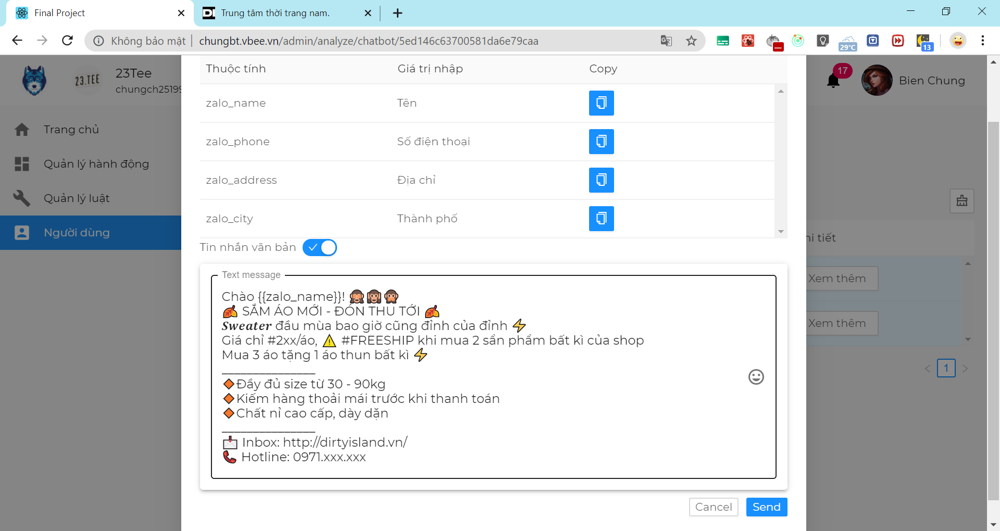 Final Project
Trung tâm thời trang nam.
Không bảo mật
chungbt.vbee.vn/admin/analyze/chatbot/5ed146c63700581da6e79caa
29°C
13
23.TEE
23Tee
chungch25199
17
Bien Chung
Trang chủ
Quản lý hành động
Quản lý luật
Người dùng
Thuộc tính Giá trị nhập Copy
zalo_name Tên
zalo_phone Số điện thoại
zalo_address Địa chỉ
zalo_city Thành phố
Tin nhắn văn bản
Text message
Chào {{zalo_name}}! 🙈🙉🙊
🍂 SẮM ÁO MỚI - ĐÓN THU TỚI 🍂
𝑺𝒘𝒆𝒂𝒕𝒆𝒓 đầu mùa bao giờ cũng đỉnh của đỉnh ⚡
Giá chỉ #2xx/áo, ⚠ #FREESHIP khi mua 2 sẩn phẩm bất kì của shop
Mua 3 áo tặng 1 áo thun bất kì ⚡
_______________
🔶Đầy đủ size từ 30 - 90kg
🔶Kiểm hàng thoải mái trước khi thanh toán
🔶Chất nỉ cao cấp, dày dặn
_______________
📩 Inbox: http://dirtyisland.vn/
📞 Hotline: 0971.xxx.xxx
Cancel Send
hi tiết
Xem thêm
Xem thêm
1